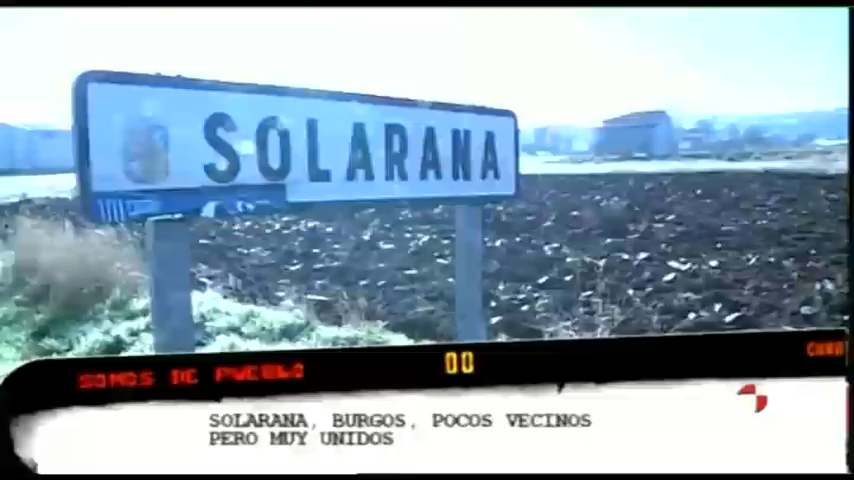 SOLARANA
SOMOS DE PUEBLO
00
SOLARANA, BURGOS, POCOS VECINOS
PERO MUY UNIDOS